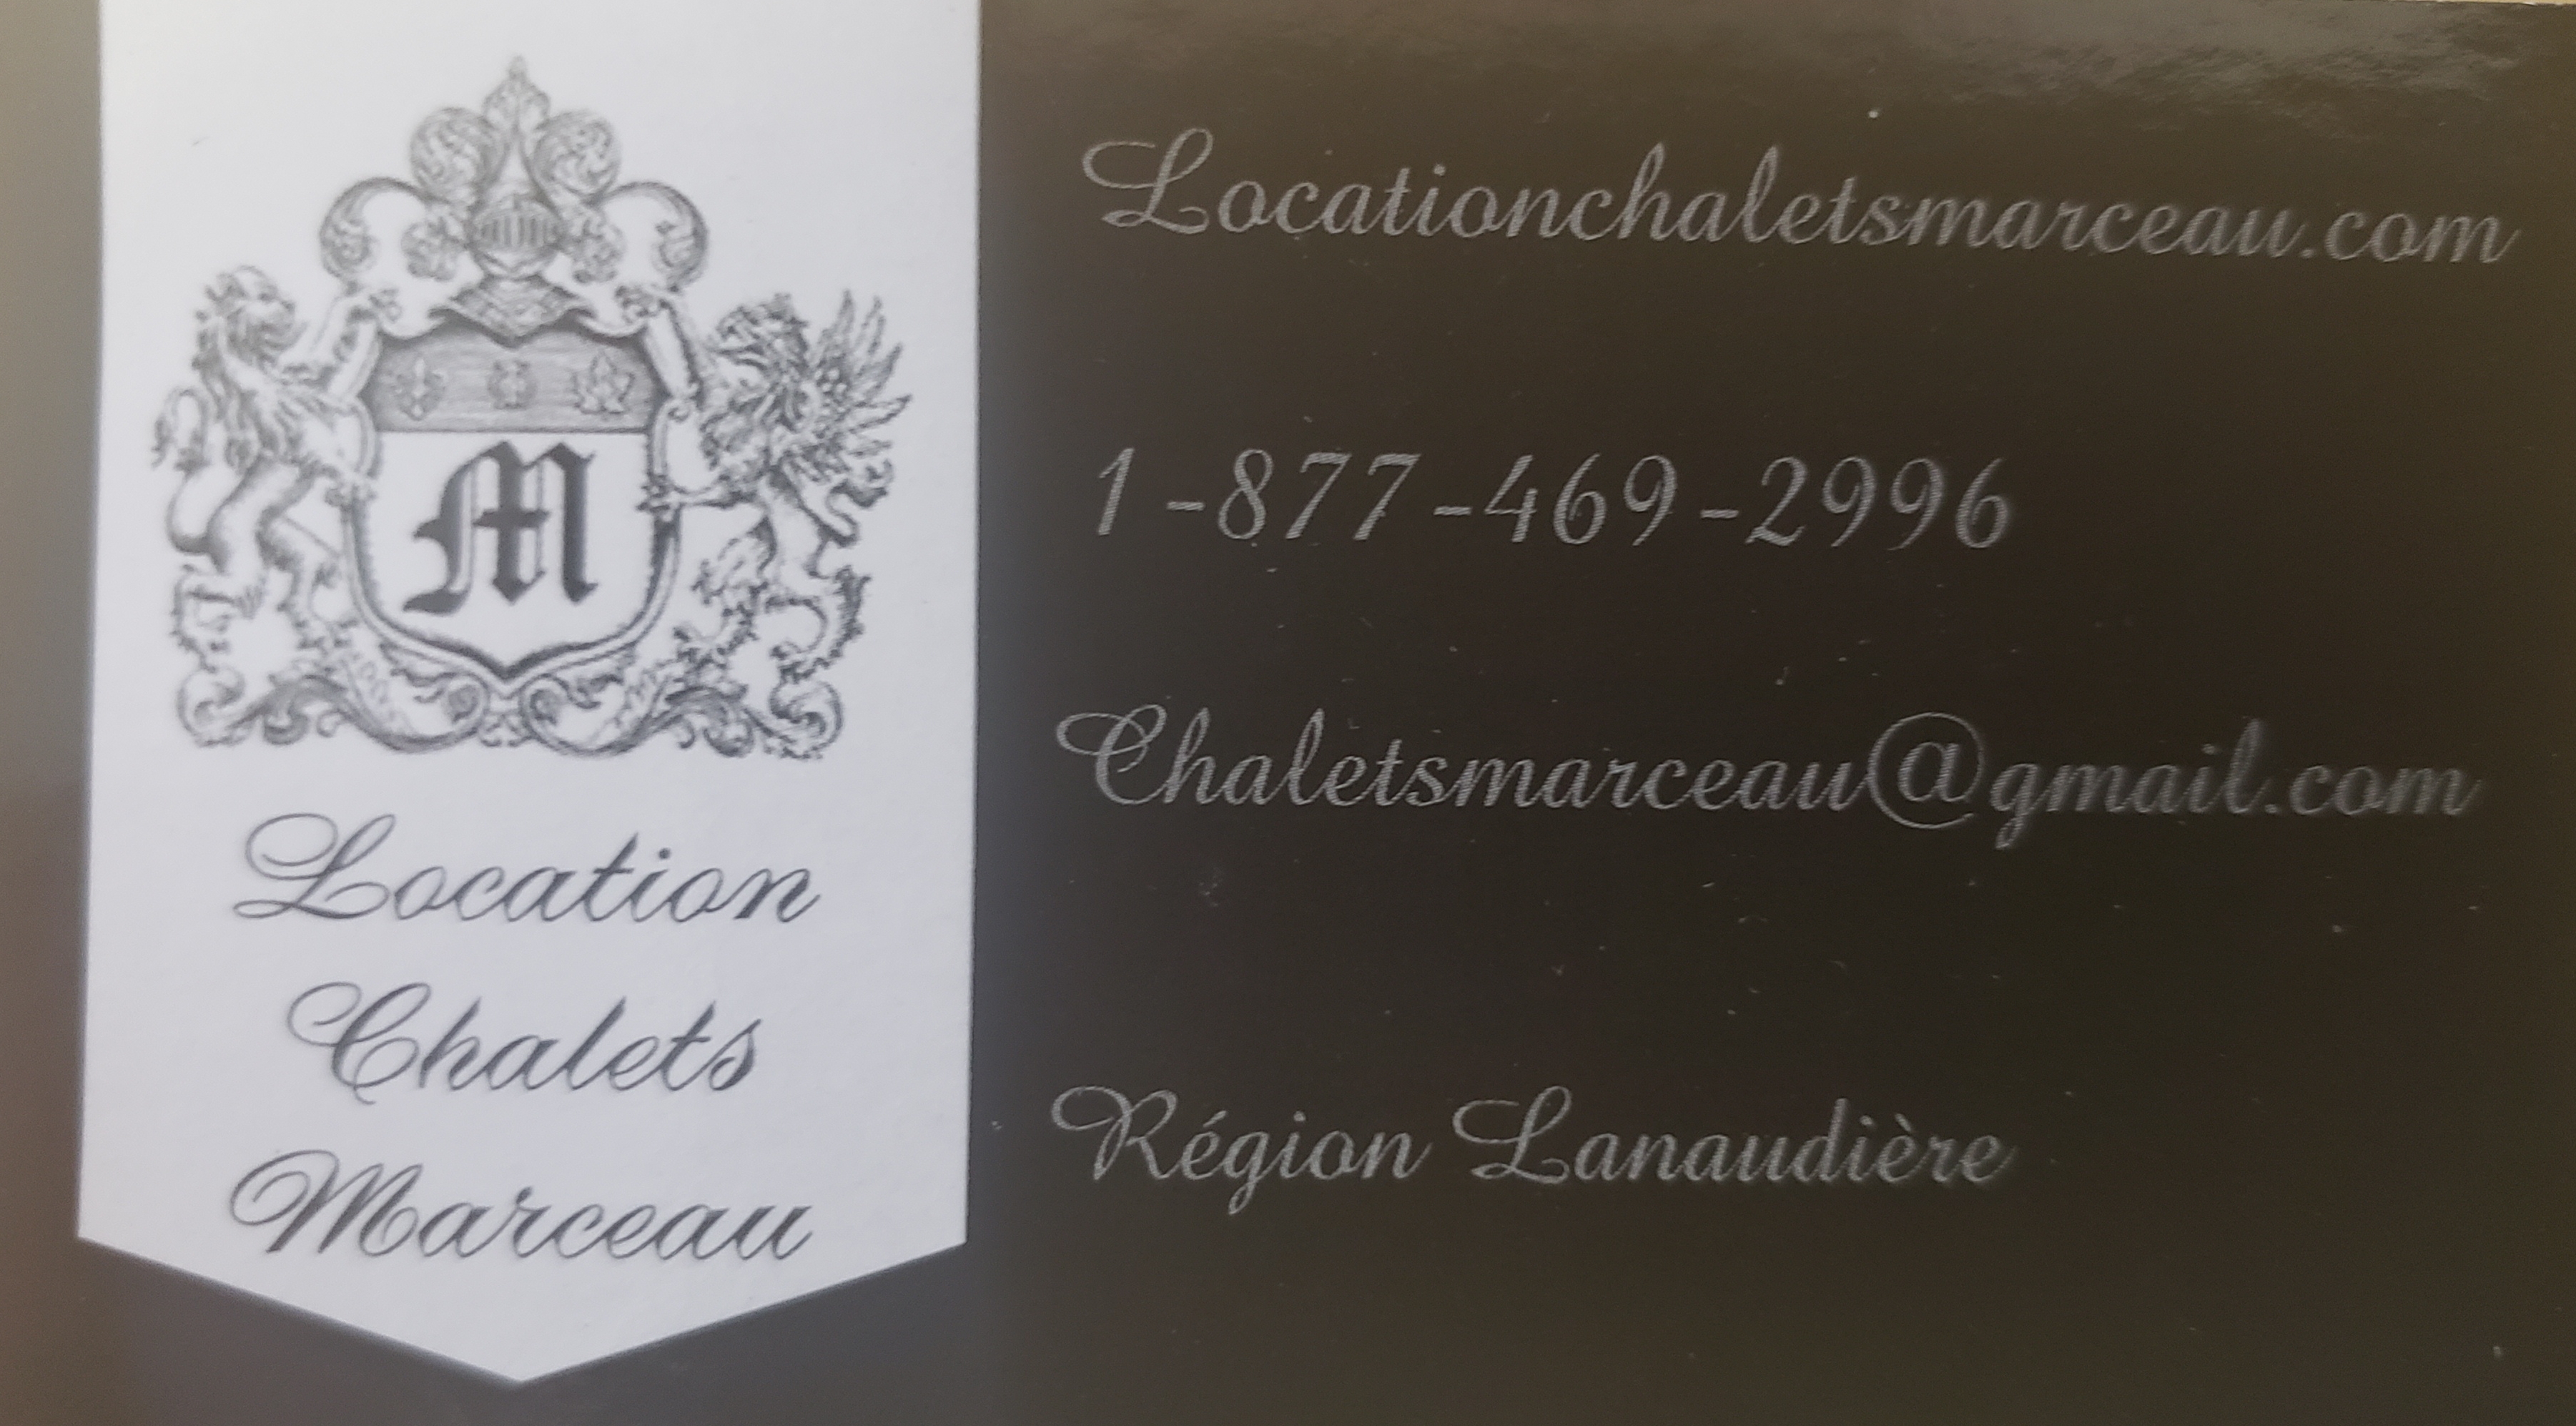 M
Location
Chalets
Marceau
Locationchaletsmarceau.com
1-877-469-2996
Chaletsmarceau@gmail.com
Région Lanaudière